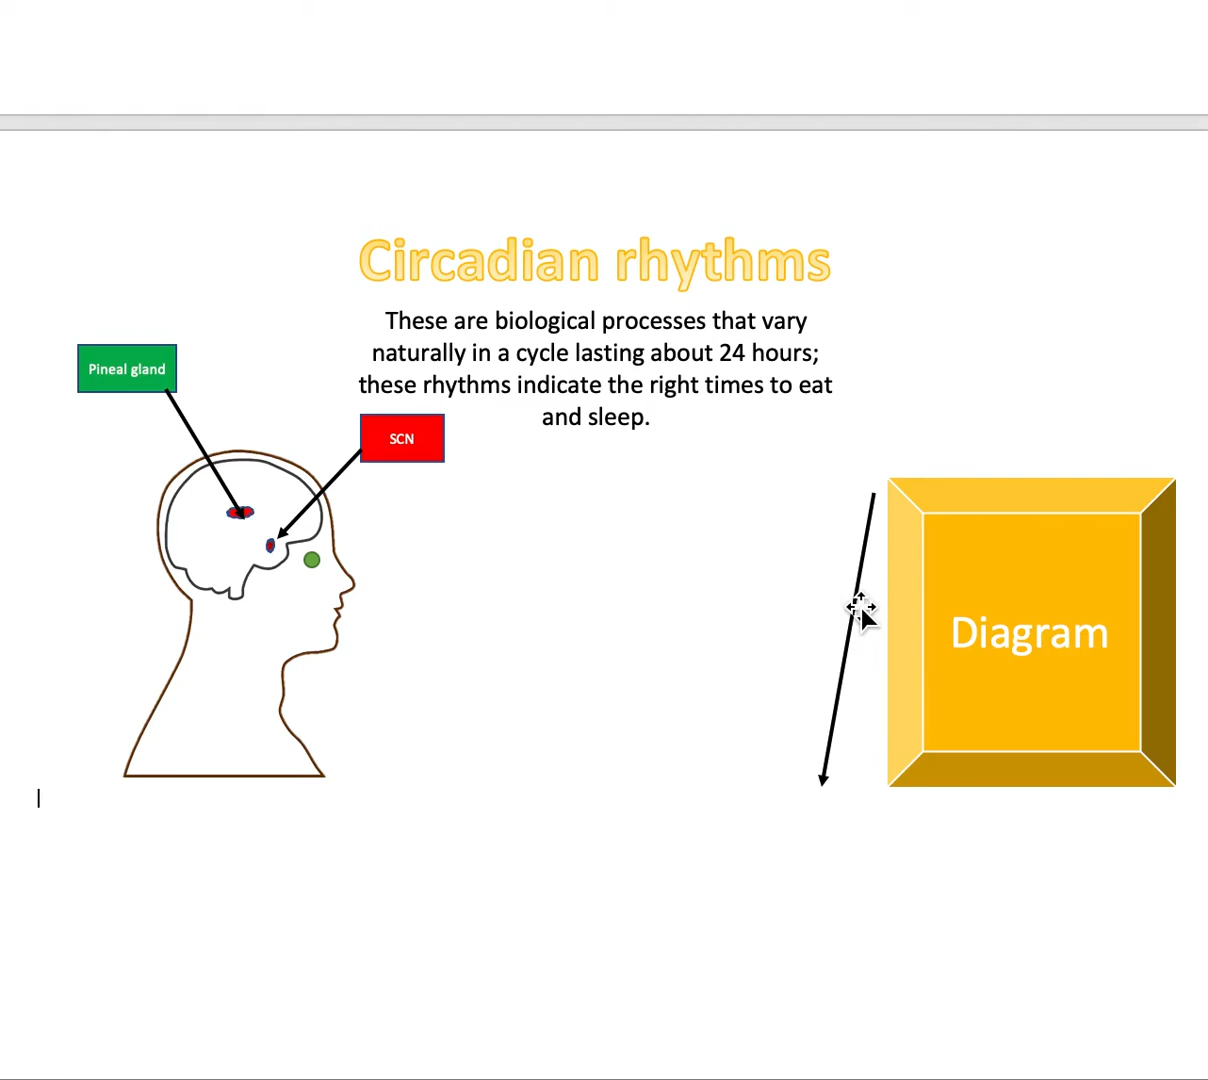 Circadian rhythms
These are biological processes that vary
naturally in a cycle lasting about 24 hours;
these rhythms indicate the right times to eat
and sleep.
Pineal gland
SCN
Diagram